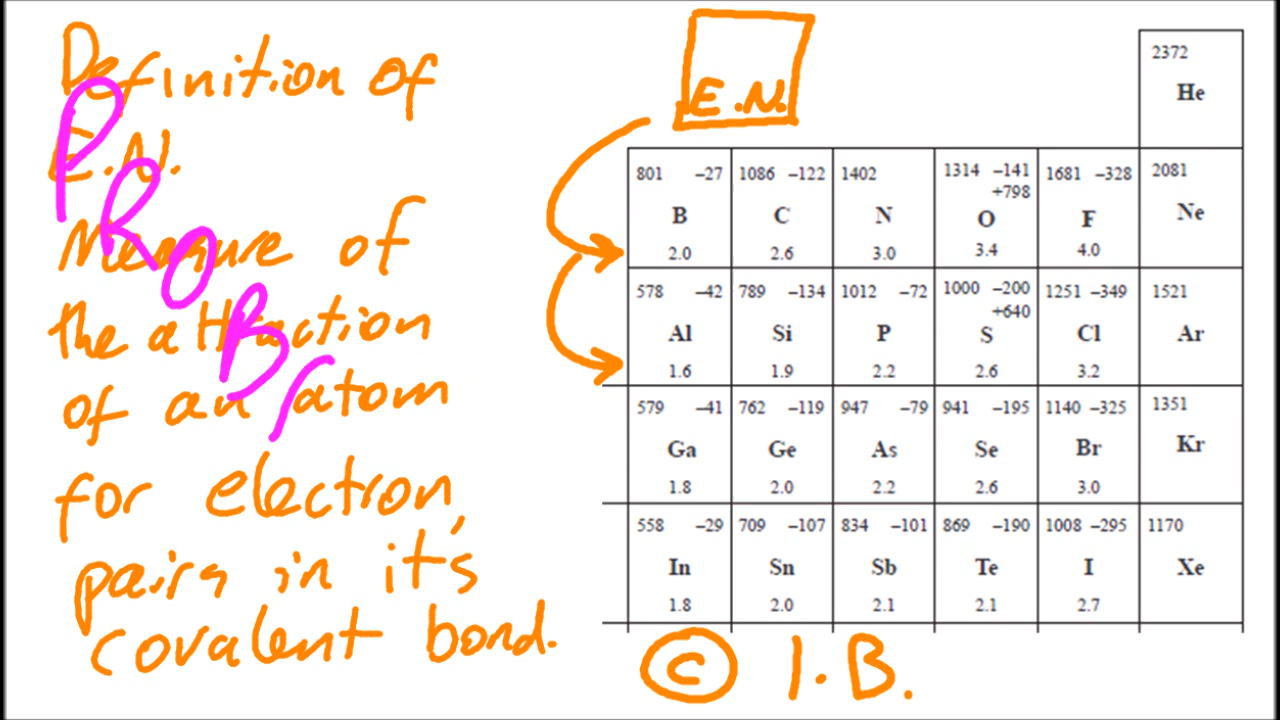 Definition of
E.N.
Measure of
the attraction
of an atom
for electron
pairs in it's
covalent bond.
PROB
E.N.
2372
He
801 –27 1086 –122 1402 1314 –141 1681 –328 2081
+798
B C N O F Ne
2.0 2.6 3.0 3.4 4.0
578 –42 789 –134 1012 –72 1000 –200 1251 –349 1521
+640
Al Si P S Cl Ar
1.6 1.9 2.2 2.6 3.2
579 –41 762 –119 947 –79 941 –195 1140 –325 1351
Ga Ge As Se Br Kr
1.8 2.0 2.2 2.6 3.0
558 –29 709 –107 834 –101 869 –190 1008 –295 1170
In Sn Sb Te I Xe
1.8 2.0 2.1 2.1 2.7
© I.B.